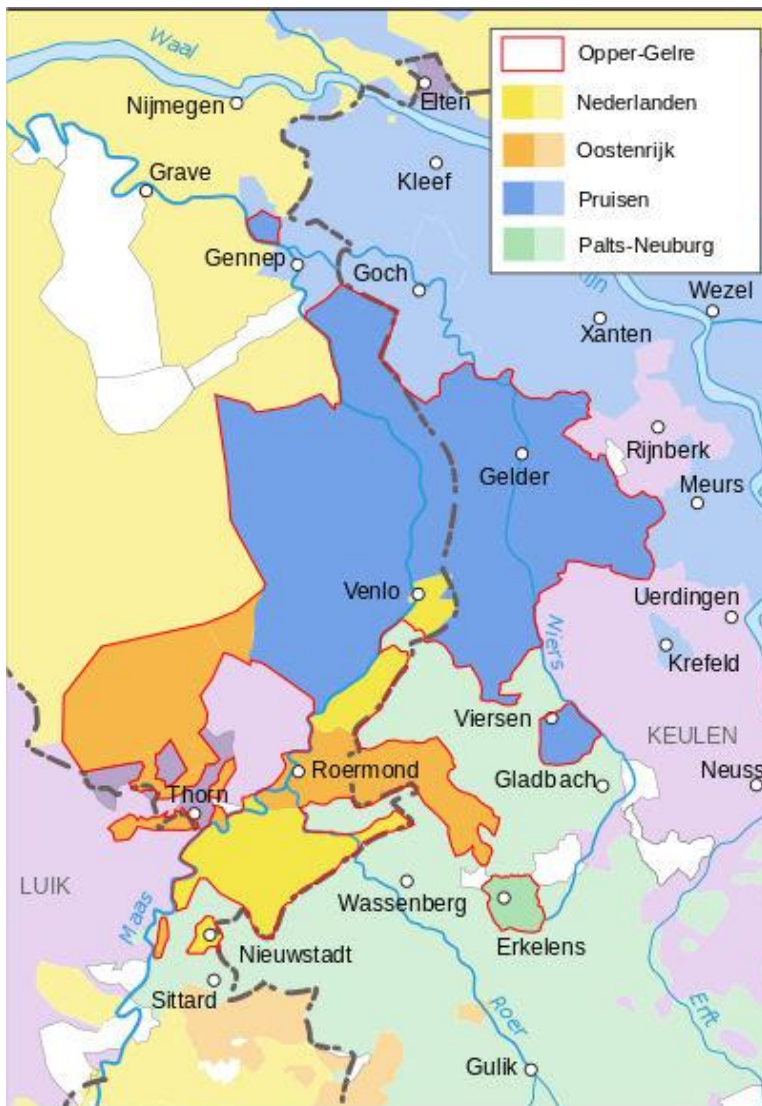 Waal
Opper-Gelre
Nederlanden
Oostenrijk
Pruisen
Palts-Neuburg
Nijmegen
Elten
Kleef
Grave
Gennep
Goch
Wezel
Xanten
Rijnberk
Gelder
Meurs
Venlo
Niers
Uerdingen
Krefeld
Viersen
KEULEN
Roermond
Gladbach
Neuss
Thorn
LUIK
Maas
Wassenberg
Erkelens
Nieuwstadt
Sittard
Roer
Erft
Gulik